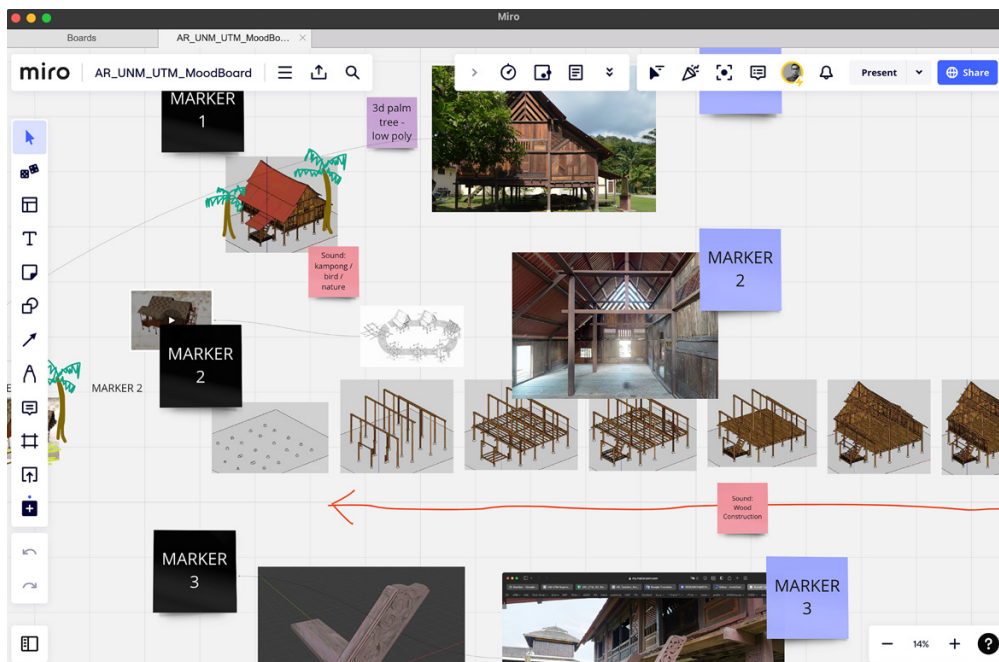 Miro
Boards
AR_UNM_UTM_MoodBo...
miro
AR_UNM_UTM_MoodBoard
Present
Share
MARKER
1
3d palm
tree -
low poly
Sound:
kampong /
bird /
nature
MARKER
2
MARKER
2
MARKER 2
Sound:
Wood
Construction
MARKER
3
MARKER
3
14%